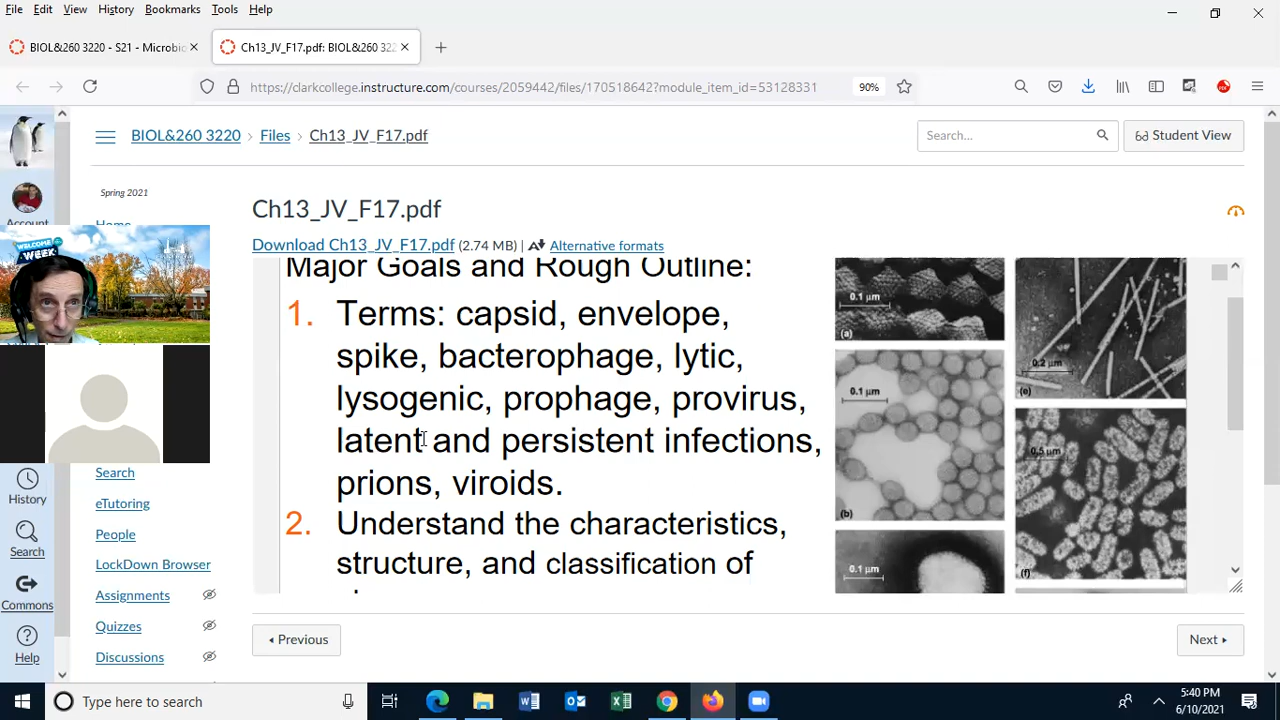 File Edit View History Bookmarks Tools Help
BIOL&260 3220 - S21 - Microbio
Ch13_JV_F17.pdf: BIOL&260 322
https://clarkcollege.instructure.com/courses/2059442/files/170518642?module_item_id=53128331
90%
BIOL&260 3220 › Files › Ch13_JV_F17.pdf
Search...
Student View
Account
Spring 2021
Home
Ch13_JV_F17.pdf
Download Ch13_JV_F17.pdf (2.74 MB) | Alternative formats
WELCOME
WEEK
Major Goals and Rough Outline:
1. Terms: capsid, envelope,
spike, bacterophage, lytic,
lysogenic, prophage, provirus,
latent and persistent infections,
prions, viroids.
2. Understand the characteristics,
structure, and classification of
0.1 μm
(a)
0.1 μm
(b)
0.1 μm
0.2 μm
(e)
0.5 μm
(f)
History
Search
Commons
Help
Search
eTutoring
People
LockDown Browser
Assignments
Quizzes
Discussions
Previous
Next
Type here to search
5:40 PM
6/10/2021